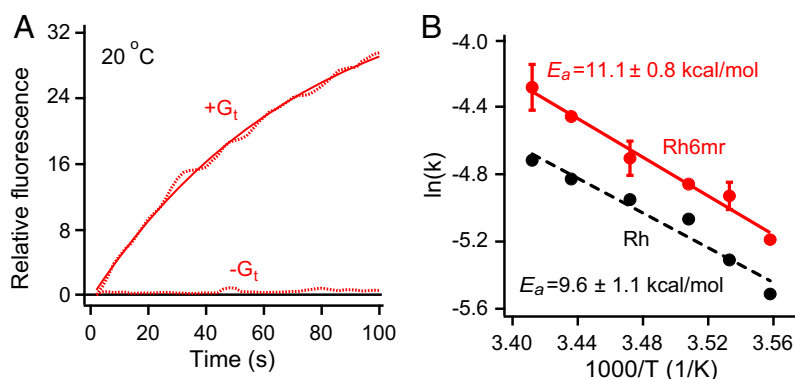 A
20 °C
Relative fluorescence
32
24
16
8
0
+Gt
-Gt
0
20
40
60
80
100
Time (s)
B
ln(k)
-4.0
-4.4
-4.8
-5.2
-5.6
Ea=11.1± 0.8 kcal/mol
Rh6mr
Rh
Ea=9.6 ± 1.1 kcal/mol
3.40
3.44
3.48
3.52
3.56
1000/T (1/K)